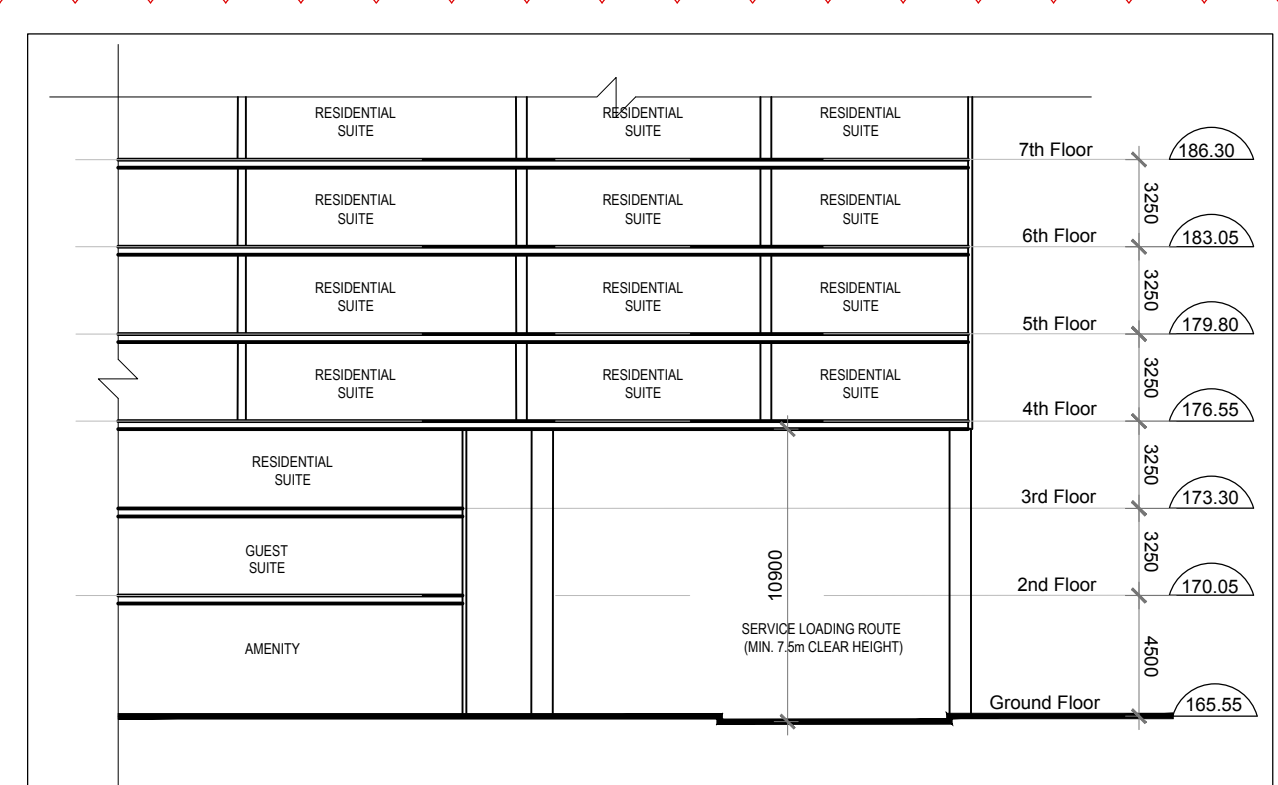 RESIDENTIAL
SUITE
RESIDENTIAL
SUITE
RESIDENTIAL
SUITE
7th Floor
186.30
3250
RESIDENTIAL
SUITE
RESIDENTIAL
SUITE
RESIDENTIAL
SUITE
6th Floor
183.05
3250
RESIDENTIAL
SUITE
RESIDENTIAL
SUITE
RESIDENTIAL
SUITE
5th Floor
179.80
3250
RESIDENTIAL
SUITE
RESIDENTIAL
SUITE
RESIDENTIAL
SUITE
4th Floor
176.55
3250
RESIDENTIAL
SUITE
3rd Floor
173.30
3250
GUEST
SUITE
10900
2nd Floor
170.05
4500
AMENITY
SERVICE LOADING ROUTE
(MIN. 7.5m CLEAR HEIGHT)
Ground Floor
165.55